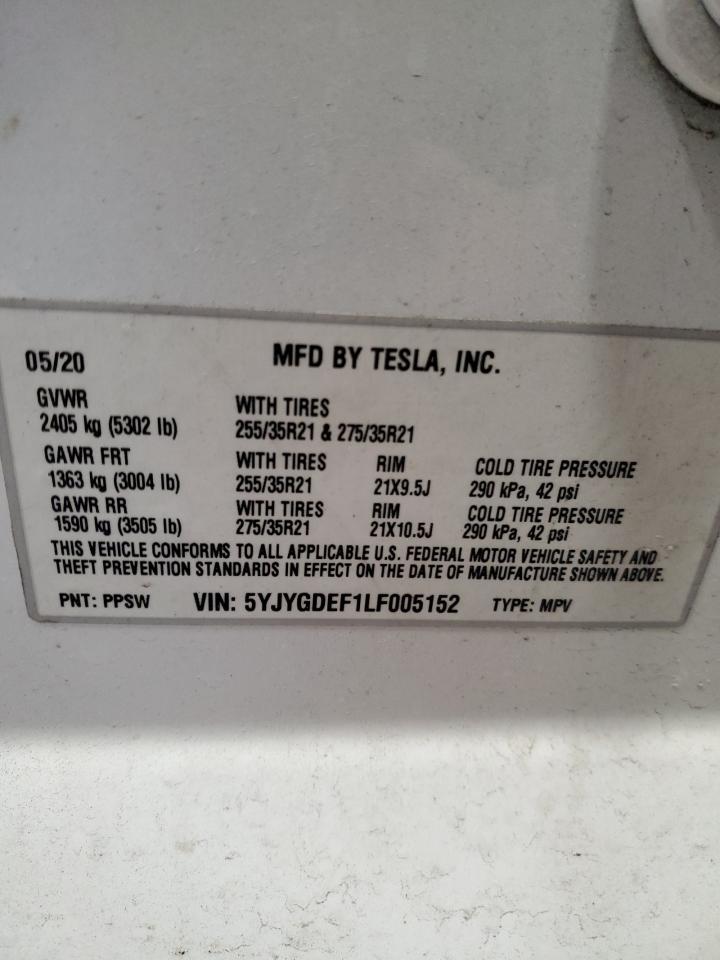 05/20 MFD BY TESLA, INC.
GVWR WITH TIRES
2405 kg (5302 lb) 255/35R21 & 275/35R21
GAWR FRT WITH TIRES RIM COLD TIRE PRESSURE
1363 kg (3004 lb) 255/35R21 21X9.5J 290 kPa, 42 psi
GAWR RR WITH TIRES RIM COLD TIRE PRESSURE
1590 kg (3505 lb) 275/35R21 21X10.5J 290 kPa, 42 psi
THIS VEHICLE CONFORMS TO ALL APPLICABLE U.S. FEDERAL MOTOR VEHICLE SAFETY AND
THEFT PREVENTION STANDARDS IN EFFECT ON THE DATE OF MANUFACTURE SHOWN ABOVE.
PNT: PPSW VIN: 5YJYGDEF1LF005152 TYPE: MPV